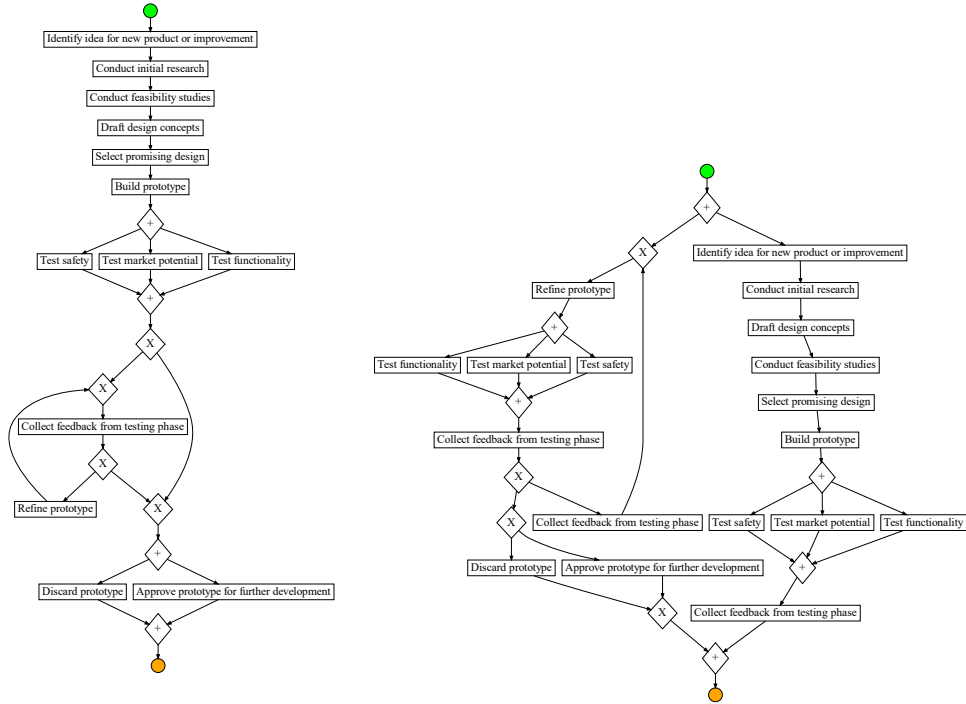 Identify idea for new product or improvement
Conduct initial research
Conduct feasibility studies
Draft design concepts
Select promising design
Build prototype
+
Test safety
Test market potential
Test functionality
+
X
X
Collect feedback from testing phase
X
Refine prototype
X
+
Discard prototype
Approve prototype for further development
+
+
X
Identify idea for new product or improvement
Refine prototype
Conduct initial research
+
Draft design concepts
Test functionality
Test market potential
Test safety
Conduct feasibility studies
+
Select promising design
Collect feedback from testing phase
Build prototype
X
+
X
Collect feedback from testing phase
Test safety
Test market potential
Test functionality
Discard prototype
Approve prototype for further development
+
X
Collect feedback from testing phase
+